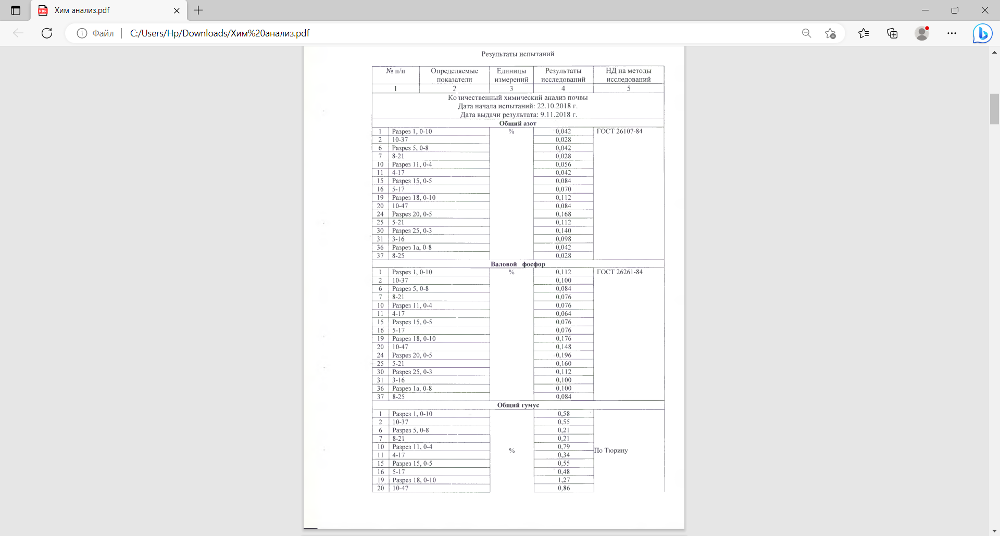 Хим анализ.pdf
Файл C:/Users/Hp/Downloads/Хим%20анализ.pdf
Результаты испытаний
№ п/п Определяемые показатели Единицы измерений Результаты исследований НД на методы исследований
1 2 3 4 5
Количественный химический анализ почвы
Дата начала испытаний: 22.10.2018 г.
Дата выдачи результата: 9.11.2018 г.
Общий азот
1 Разрез 1, 0-10 % 0,042 ГОСТ 26107-84
2 10-37 0,028
6 Разрез 5, 0-8 0,042
7 8-21 0,028
10 Разрез 11, 0-4 0,056
11 4-17 0,042
15 Разрез 15, 0-5 0,084
16 5-17 0,070
19 Разрез 18, 0-10 0,112
20 10-47 0,084
24 Разрез 20, 0-5 0,168
25 5-21 0,112
30 Разрез 25, 0-3 0,140
31 3-16 0,098
36 Разрез 1а, 0-8 0,042
37 8-25 0,028
Валовой фосфор
1 Разрез 1, 0-10 % 0,112 ГОСТ 26261-84
2 10-37 0,100
6 Разрез 5, 0-8 0,084
7 8-21 0,076
10 Разрез 11, 0-4 0,076
11 4-17 0,064
15 Разрез 15, 0-5 0,076
16 5-17 0,076
19 Разрез 18, 0-10 0,176
20 10-47 0,148
24 Разрез 20, 0-5 0,196
25 5-21 0,160
30 Разрез 25, 0-3 0,112
31 3-16 0,100
36 Разрез 1а, 0-8 0,100
37 8-25 0,084
Общий гумус
1 Разрез 1, 0-10 0,58
2 10-37 0,55
6 Разрез 5, 0-8 0,21
7 8-21 0,21
10 Разрез 11, 0-4 % 0,79 По Тюрину
11 4-17 0,34
15 Разрез 15, 0-5 0,55
16 5-17 0,48
19 Разрез 18, 0-10 1,27
20 10-47 0,86